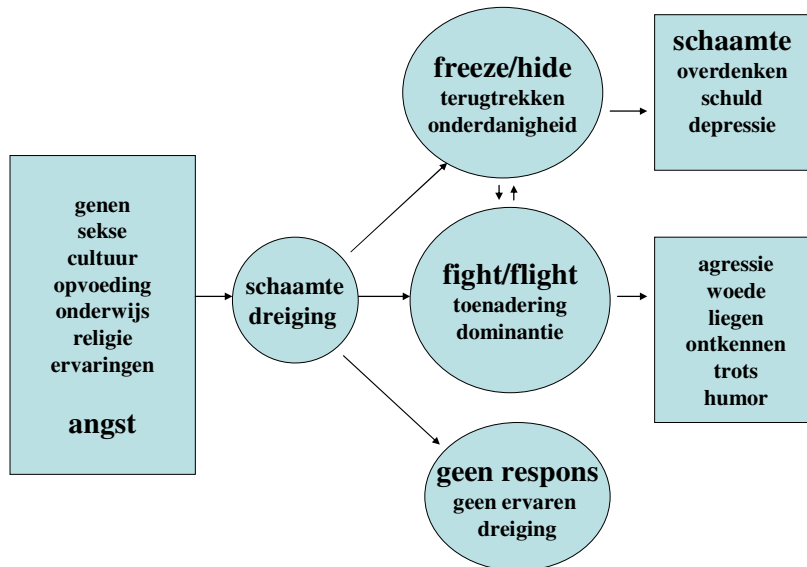 genen
sekse
cultuur
opvoeding
onderwijs
religie
ervaringen
angst
schaamte
dreiging
freeze/hide
terugtrekken
onderdanigheid
fight/flight
toenadering
dominantie
geen respons
geen ervaren
dreiging
schaamte
overdenken
schuld
depressie
agressie
woede
liegen
ontkennen
trots
humor